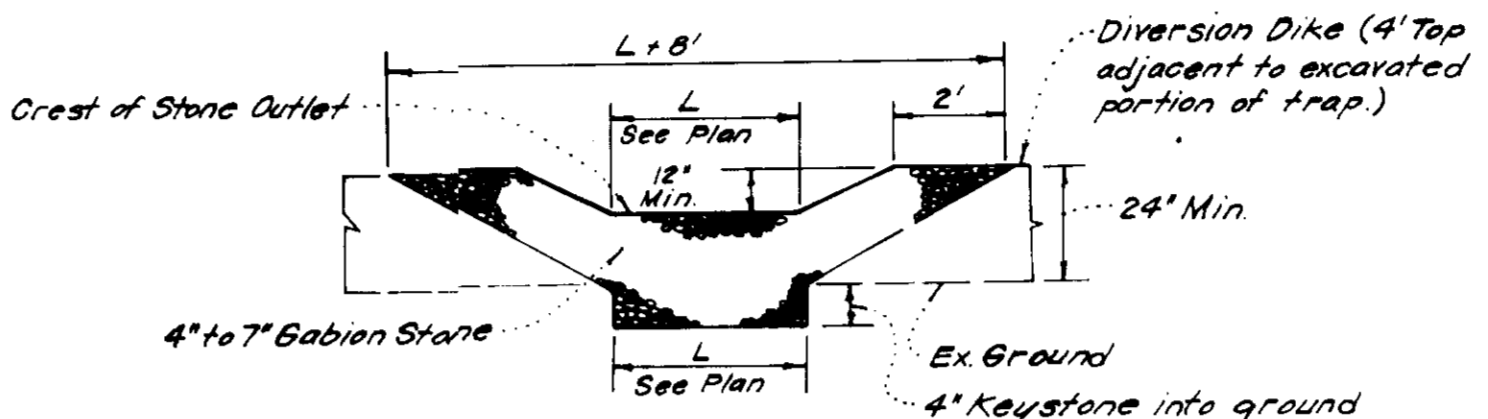 L + 8'
Diversion Dike (4' Top
adjacent to excavated
portion of trap.)
Crest of Stone Outlet
L
See Plan
2'
12"
Min.
24" Min.
4" to 7" Gabion Stone
L
See Plan
Ex. Ground
4" Keystone into ground